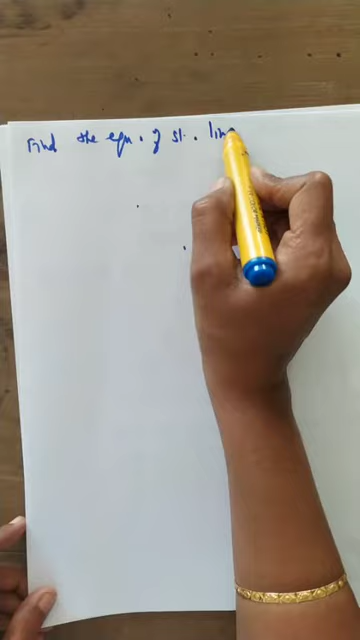 Find the eqn. of st. line